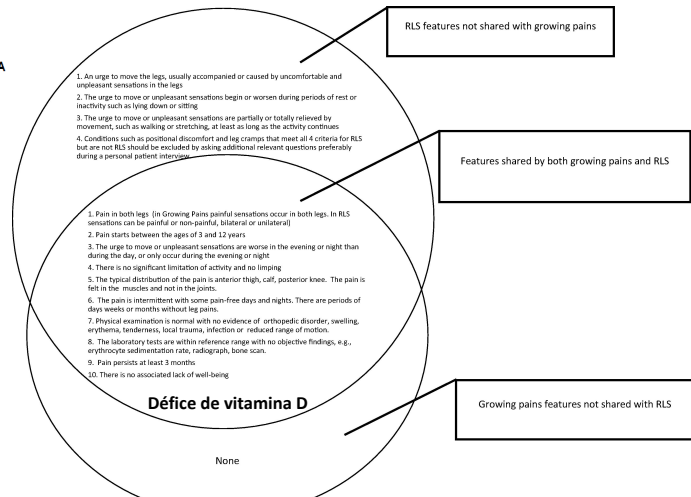 RLS features not shared with growing pains
A
1. An urge to move the legs, usually accompanied or caused by uncomfortable and
unpleasant sensations in the legs
2. The urge to move or unpleasant sensations begin or worsen during periods of rest or
inactivity such as lying down or sitting
3. The urge to move or unpleasant sensations are partially or totally relieved by
movement, such as walking or stretching, at least as long as the activity continues
4. Conditions such as positional discomfort and leg cramps that meet all 4 criteria for RLS
but are not RLS should be excluded by asking additional relevant questions preferably
during a personal patient interview
Features shared by both growing pains and RLS
1. Pain in both legs (in Growing Pains painful sensations occur in both legs. In RLS
sensations can be painful or non-painful, bilateral or unilateral)
2. Pain starts between the ages of 3 and 12 years
3. The urge to move or unpleasant sensations are worse in the evening or night than
during the day, or only occur during the evening or night
4. There is no significant limitation of activity and no limping
5. The typical distribution of the pain is anterior thigh, calf, posterior knee. The pain is
felt in the muscles and not in the joints.
6. The pain is intermittent with some pain-free days and nights. There are periods of
days weeks or months without leg pains.
7. Physical examination is normal with no evidence of orthopedic disorder, swelling,
erythema, tenderness, local trauma, infection or reduced range of motion.
8. The laboratory tests are within reference range with no objective findings, e.g.,
erythrocyte sedimentation rate, radiograph, bone scan.
9. Pain persists at least 3 months
10. There is no associated lack of well-being
Défice de vitamina D
Growing pains features not shared with RLS
None